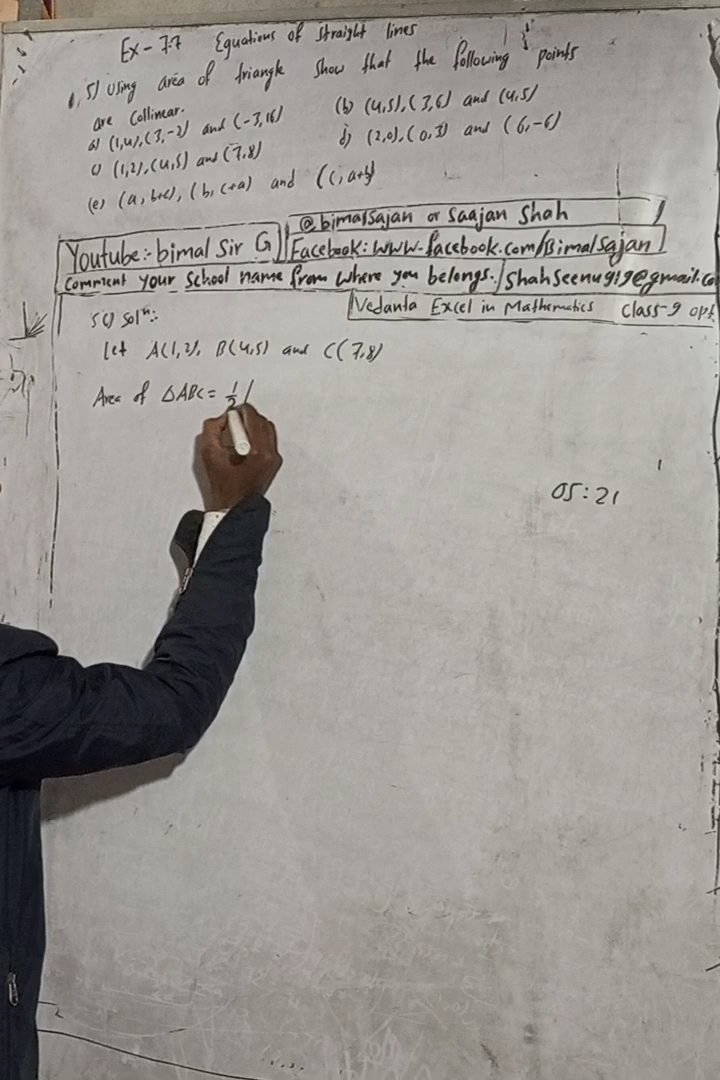 Ex- 7.7 Equations of straight lines
5) Using area of triangle show that the following points
are Collinear.
a) (1,4), (3,-2) and (-3,16) (b) (4,5), (3,6) and (4,5)
c) (1,2), (4,5) and (7,8) d) (2,0), (0,3) and (6,-6)
(e) (a, b+c), (b, c+a) and (c, a+b)
@bimalsajan or Saajan Shah
Youtube:- bimal Sir G Facebook: www.facebook.com/Bimalsajan
Comment your School name from where you belongs. / Shahseenu919@gmail.co
Vedanta Excel in Mathematics Class-9 opt
5c) Solⁿ:
Let A(1,2), B(4,5) and C(7,8)
Area of ΔABC = 1/2 |
05:21